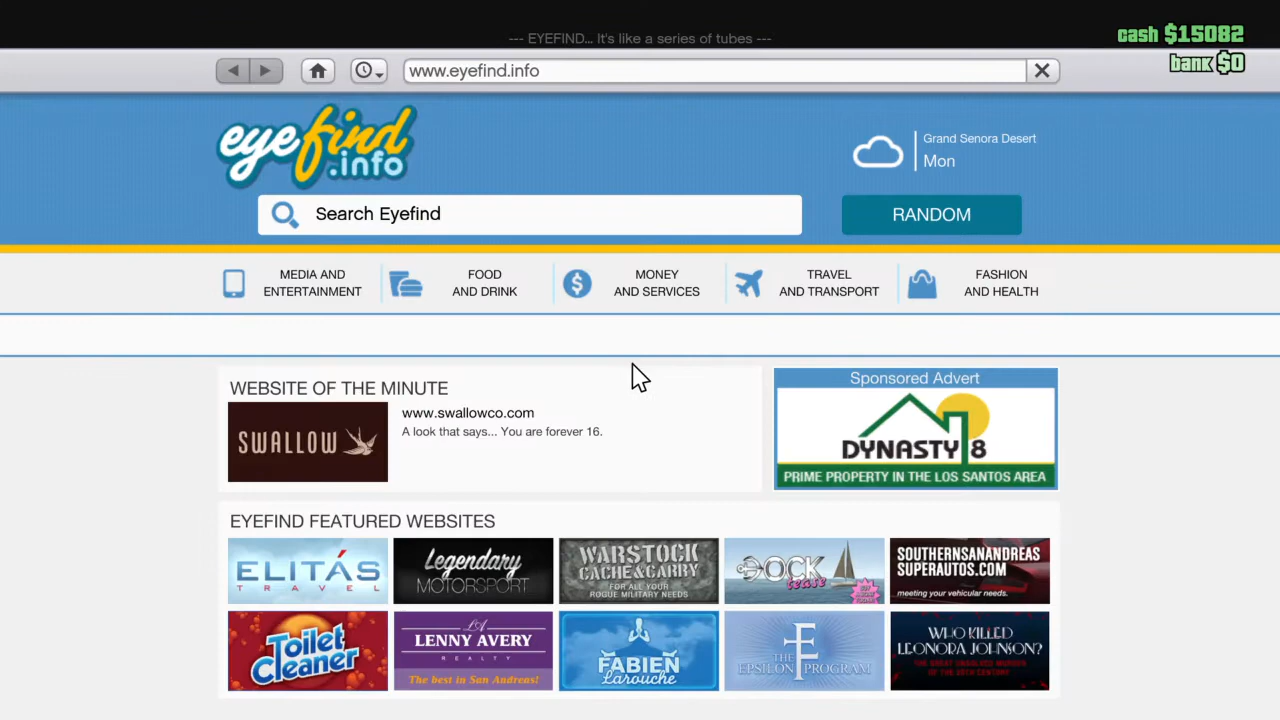 --- EYEFIND... It's like a series of tubes ---
cash $15082
bank $0
www.eyefind.info
eyefind
.info
Grand Senora Desert
Mon
Search Eyefind
RANDOM
MEDIA AND
ENTERTAINMENT
FOOD
AND DRINK
MONEY
AND SERVICES
TRAVEL
AND TRANSPORT
FASHION
AND HEALTH
WEBSITE OF THE MINUTE
SWALLOW
www.swallowco.com
A look that says... You are forever 16.
Sponsored Advert
DYNASTY 8
PRIME PROPERTY IN THE LOS SANTOS AREA
EYEFIND FEATURED WEBSITES
ELITÁS
TRAVEL
Legendary
MOTORSPORT
WARSTOCK
CACHE & CARRY
FOR ALL YOUR
ROGUE MILITARY NEEDS
DOCK
tease
SOUTHERNSANANDREAS
SUPERAUTOS.COM
meeting your vehicular needs.
Toilet
Cleaner
LA
LENNY AVERY
REALTY
The best in San Andreas!
FABIEN
Larouche
THE
EPSILON PROGRAM
WHO KILLED
LEONORA JOHNSON?
THE GREAT UNSOLVED MURDER
OF THE 20TH CENTURY